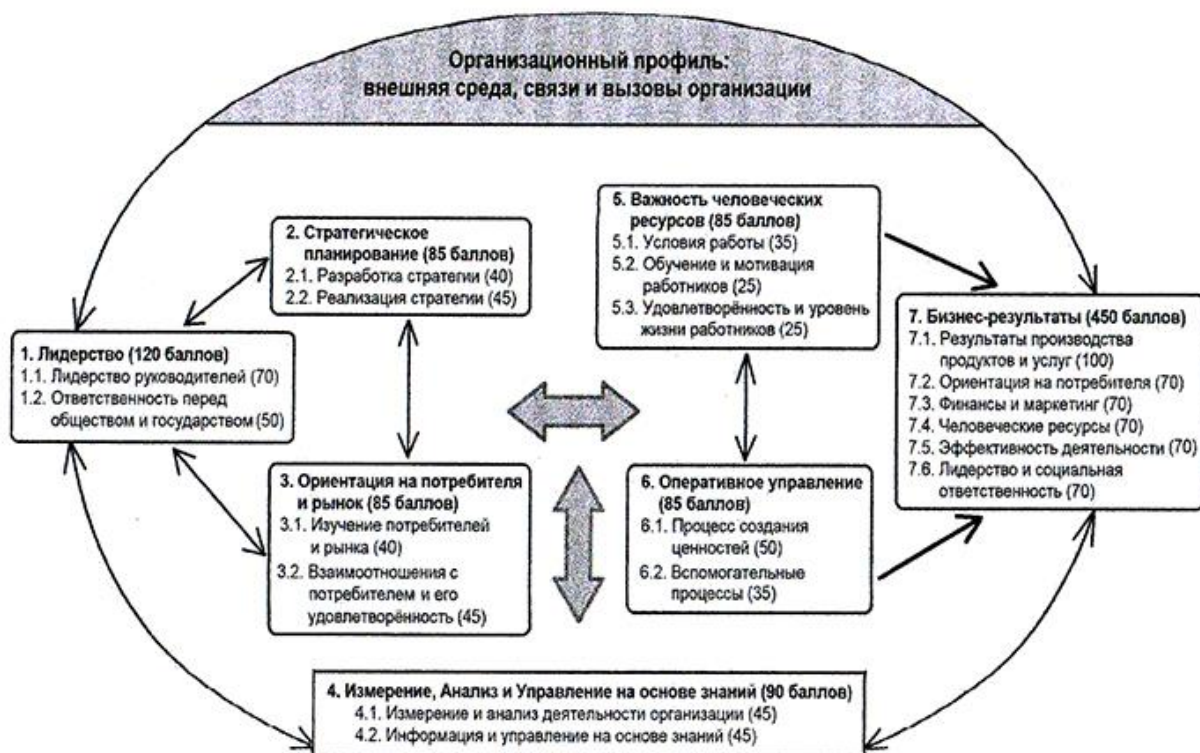 Организационный профиль:
внешняя среда, связи и вызовы организации
1. Лидерство (120 баллов)
1.1. Лидерство руководителей (70)
1.2. Ответственность перед
обществом и государством (50)
2. Стратегическое
планирование (85 баллов)
2.1. Разработка стратегии (40)
2.2. Реализация стратегии (45)
3. Ориентация на потребителя
и рынок (85 баллов)
3.1. Изучение потребителей
и рынка (40)
3.2. Взаимоотношения с
потребителем и его
удовлетворённость (45)
4. Измерение, Анализ и Управление на основе знаний (90 баллов)
4.1. Измерение и анализ деятельности организации (45)
4.2. Информация и управление на основе знаний (45)
5. Важность человеческих
ресурсов (85 баллов)
5.1. Условия работы (35)
5.2. Обучение и мотивация
работников (25)
5.3. Удовлетворённость и уровень
жизни работников (25)
6. Оперативное управление
(85 баллов)
6.1. Процесс создания
ценностей (50)
6.2. Вспомогательные
процессы (35)
7. Бизнес-результаты (450 баллов)
7.1. Результаты производства
продуктов и услуг (100)
7.2. Ориентация на потребителя (70)
7.3. Финансы и маркетинг (70)
7.4. Человеческие ресурсы (70)
7.5. Эффективность деятельности (70)
7.6. Лидерство и социальная
ответственность (70)